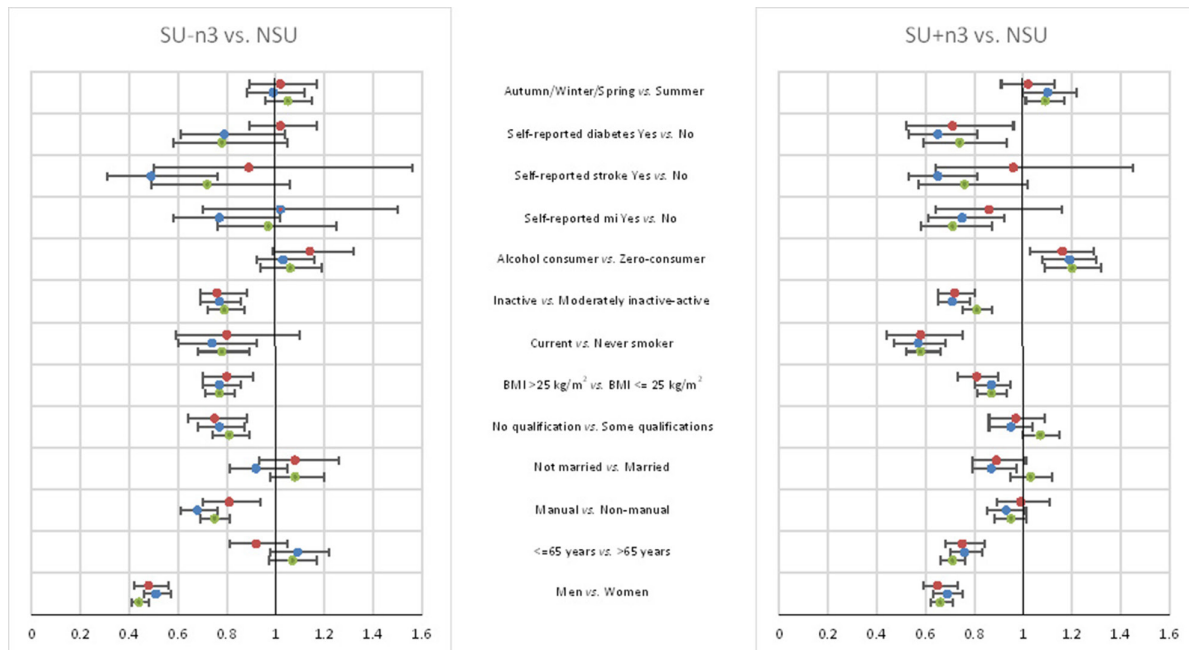 SU-n3 vs. NSU
SU+n3 vs. NSU
Autumn/Winter/Spring vs. Summer
Self-reported diabetes Yes vs. No
Self-reported stroke Yes vs. No
Self-reported mi Yes vs. No
Alcohol consumer vs. Zero-consumer
Inactive vs. Moderately inactive-active
Current vs. Never smoker
BMI >25 kg/m² vs. BMI <= 25 kg/m²
No qualification vs. Some qualifications
Not married vs. Married
Manual vs. Non-manual
<=65 years vs. >65 years
Men vs. Women
0 0.2 0.4 0.6 0.8 1 1.2 1.4 1.6
0 0.2 0.4 0.6 0.8 1 1.2 1.4 1.6